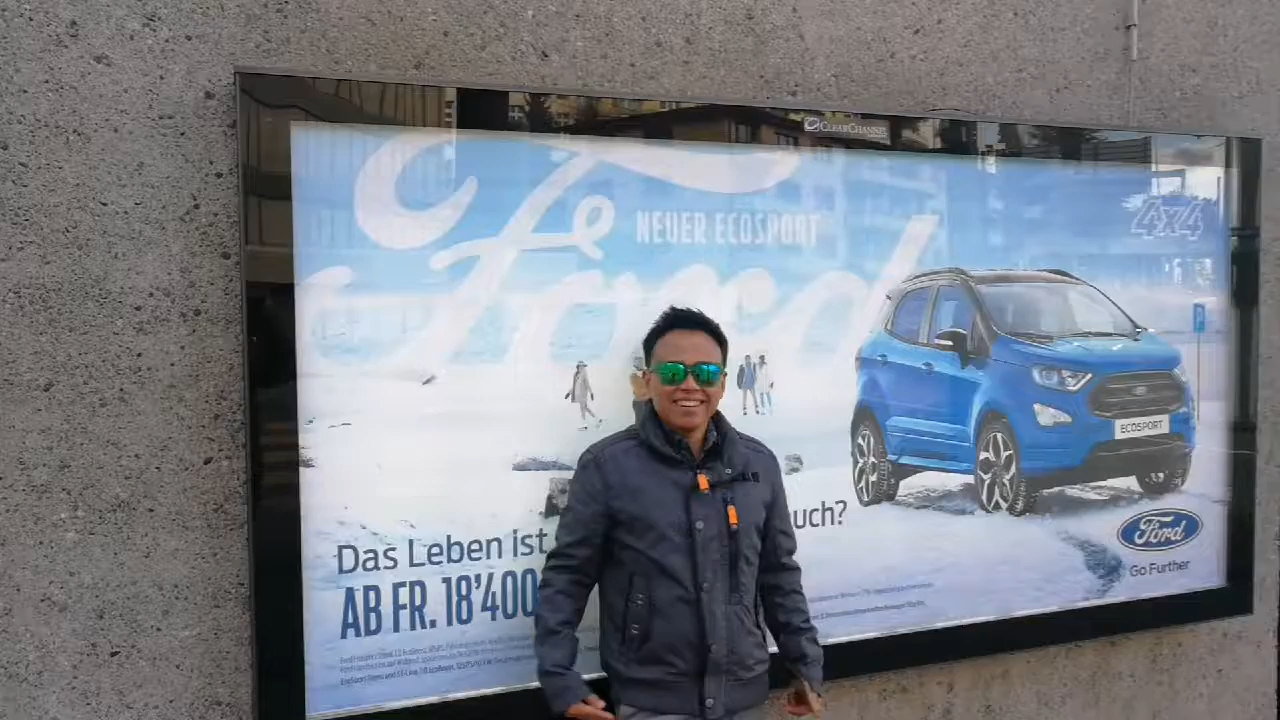 CLEARCHANNEL
Ford
NEUER ECOSPORT
4x4
ECOSPORT
Das Leben ist
uch?
AB FR. 18'400
Ford
Go Further